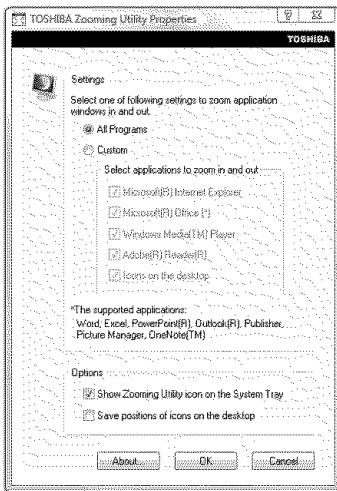 TOSHIBA Zooming Utility Properties
TOSHIBA
Settings
Select one of following settings to zoom application
windows in and out.
All Programs
Custom
Select applications to zoom in and out
Microsoft(R) Internet Explorer
Microsoft(R) Office (*)
Windows Media(TM) Player
Adobe(R) Reader(R)
Icons on the desktop
*The supported applications:
Word, Excel, PowerPoint(R), Outlook(R), Publisher,
Picture Manager, OneNote(TM)
Options
Show Zooming Utility icon on the System Tray
Save positions of icons on the desktop
About...
OK
Cancel